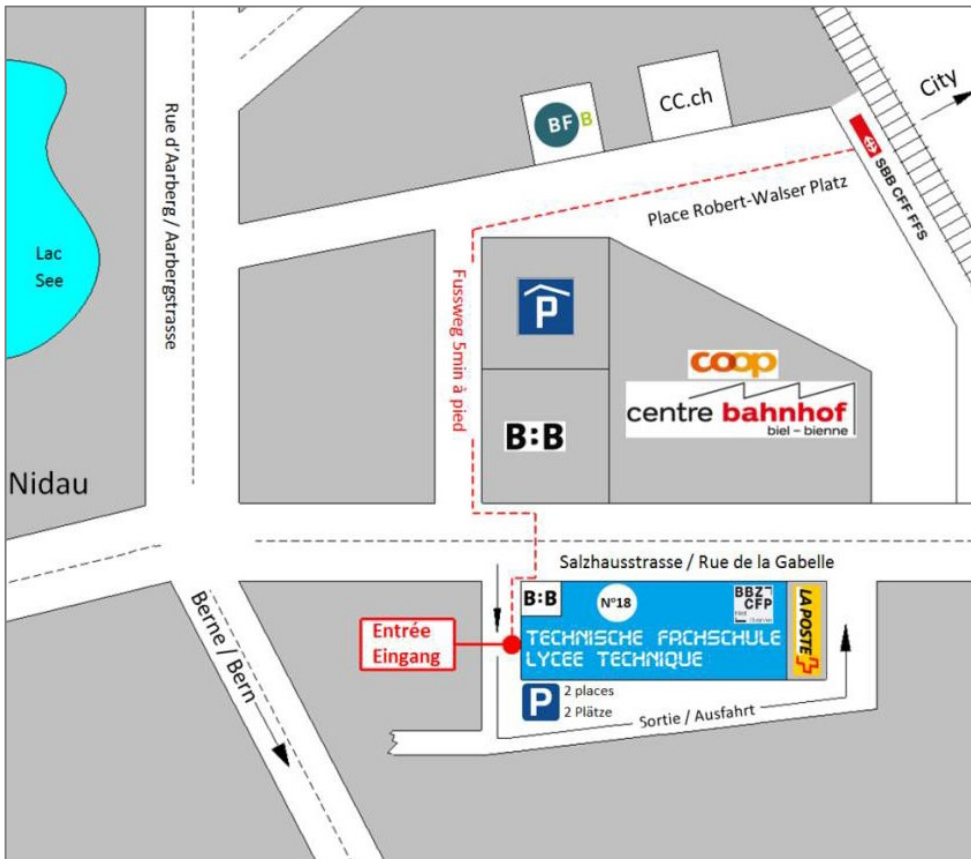 City
BF B
CC.ch
SBB CFF FFS
Rue d'Aarberg / Aarbergstrasse
Place Robert-Walser Platz
Lac
See
Fussweg 5min à pied
P
coop
centre bahnhof
biel – bienne
B:B
Nidau
Salzhausstrasse / Rue de la Gabelle
Berne / Bern
Entrée
Eingang
B:B
N°18
BBZ
CFP
LA POSTE
TECHNISCHE FACHSCHULE
LYCEE TECHNIQUE
P
2 places
2 Plätze
Sortie / Ausfahrt